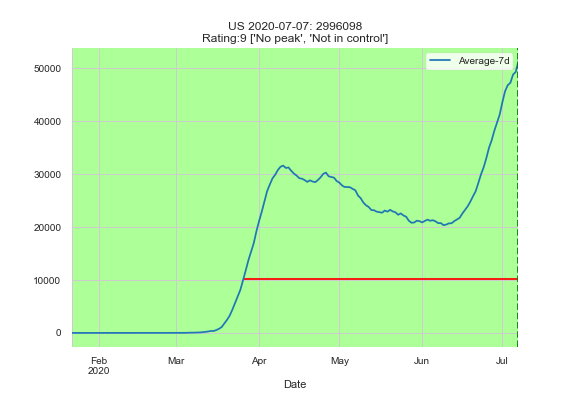 US 2020-07-07: 2996098
Rating:9 ['No peak', 'Not in control']
Average-7d
50000
40000
30000
20000
10000
0
Feb
2020
Mar
Apr
May
Jun
Jul
Date